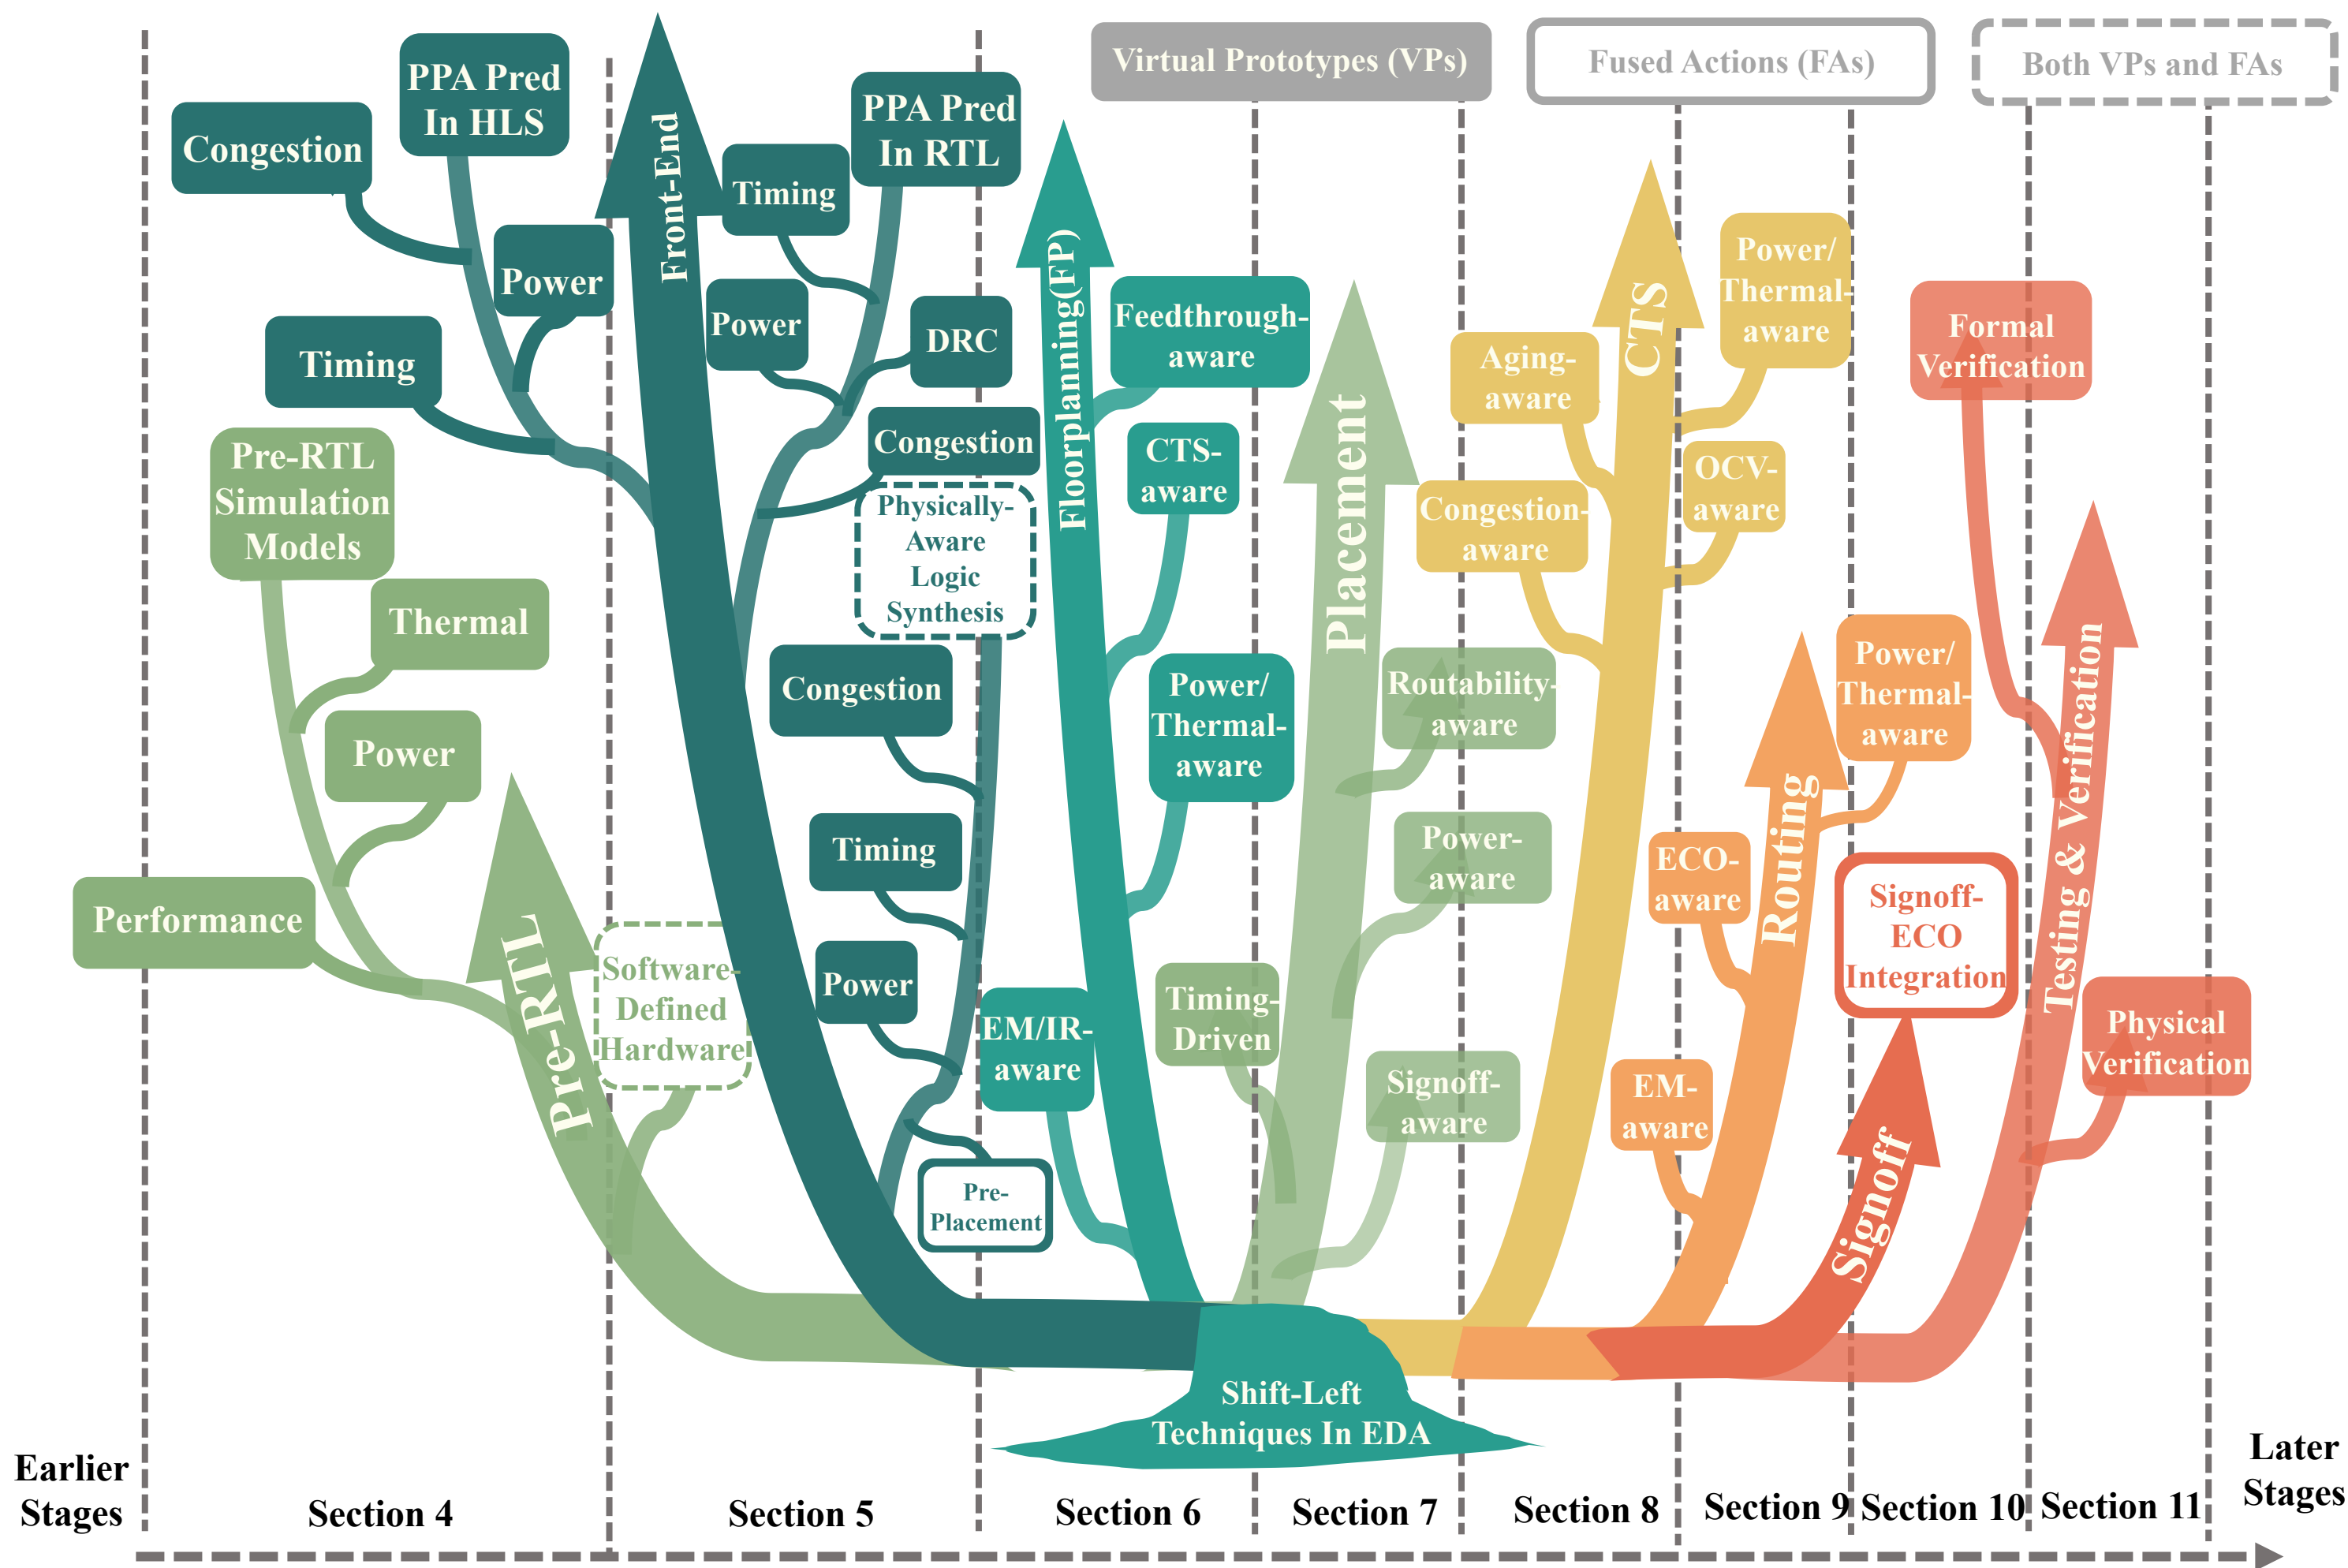 Virtual Prototypes (VPs)
Fused Actions (FAs)
Both VPs and FAs
PPA Pred
In HLS
Congestion
Power
Timing
Front-End
Timing
PPA Pred
In RTL
Power
DRC
Congestion
Physically-
Aware
Logic
Synthesis
Congestion
Timing
Power
Pre-
Placement
Pre-RTL
Simulation
Models
Thermal
Power
Performance
Pre-RTL
Software-
Defined
Hardware
Floorplanning(FP)
Feedthrough-
aware
CTS-
aware
Power/
Thermal-
aware
EM/IR-
aware
Placement
Routability-
aware
Power-
aware
Timing-
Driven
Signoff-
aware
CTS
Power/
Thermal-
aware
Aging-
aware
OCV-
aware
Congestion-
aware
Routing
Power/
Thermal-
aware
ECO-
aware
EM-
aware
Signoff
Signoff-
ECO
Integration
Testing & Verification
Formal
Verification
Physical
Verification
Shift-Left
Techniques In EDA
Earlier
Stages
Section 4
Section 5
Section 6
Section 7
Section 8
Section 9
Section 10
Section 11
Later
Stages